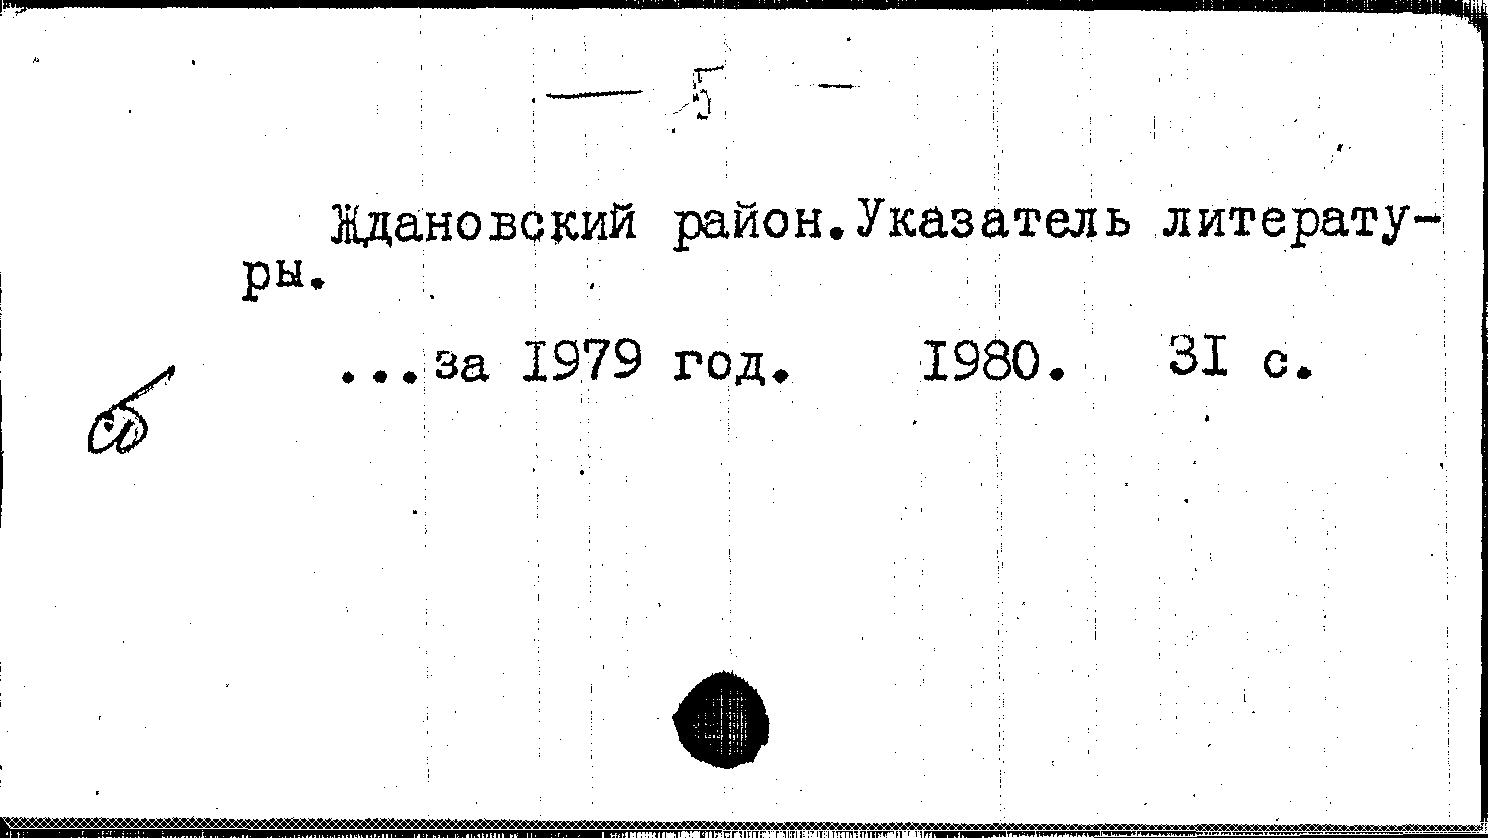 — 5 —
Ждановский район.Указатель литерату-
ры.
...за 1979 год. 1980. 31 с.
сб